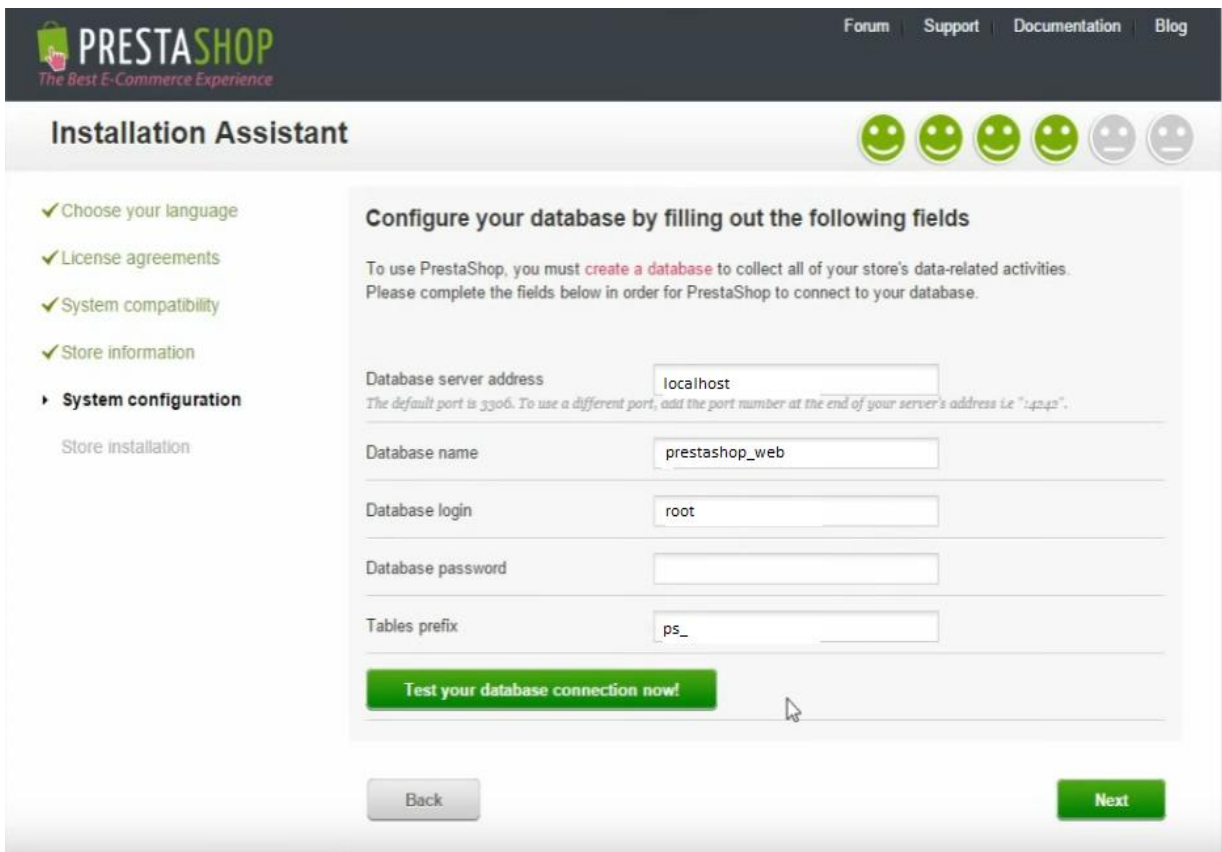 PRESTASHOP
The Best E-Commerce Experience
Forum Support Documentation Blog
Installation Assistant
Choose your language
License agreements
System compatibility
Store information
System configuration
Store installation
Configure your database by filling out the following fields
To use PrestaShop, you must create a database to collect all of your store's data-related activities.
Please complete the fields below in order for PrestaShop to connect to your database.
Database server address localhost
The default port is 3306. To use a different port, add the port number at the end of your server's address i.e ":4242".
Database name prestashop_web
Database login root
Database password
Tables prefix ps_
Test your database connection now!
Back Next